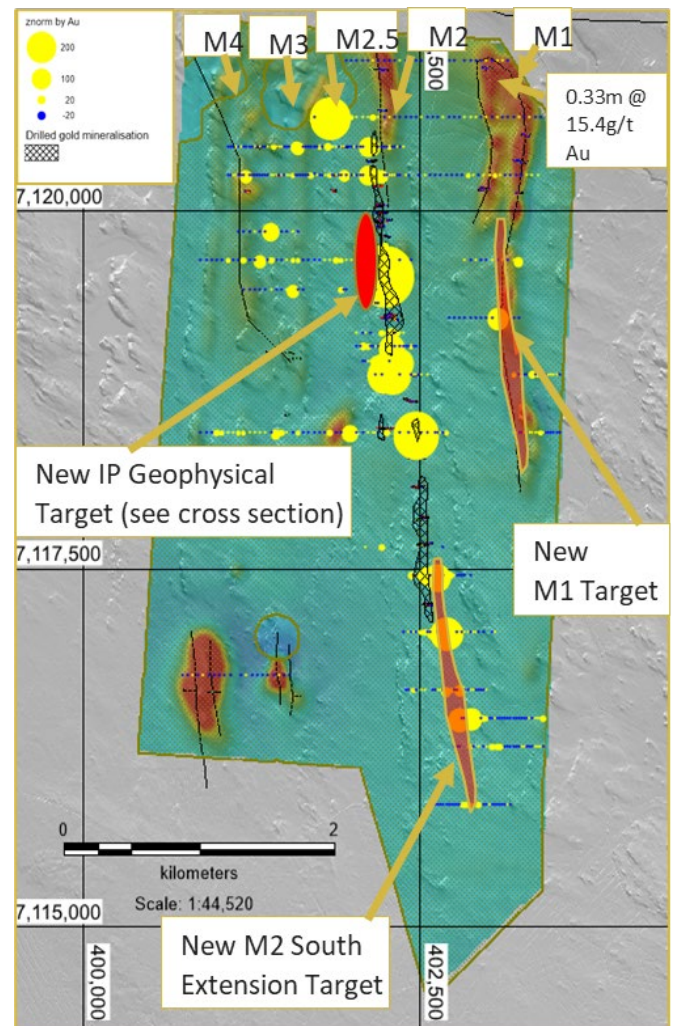 znorm by Au
200
100
20
-20
Drilled gold mineralisation
M4
M3
M2.5
M2
M1
,500
0.33m @
15.4g/t
Au
7,120,000
New IP Geophysical
Target (see cross section)
7,117,500
New
M1 Target
0
2
kilometers
Scale: 1:44,520
7,115,000
New M2 South
Extension Target
400,000
402,500